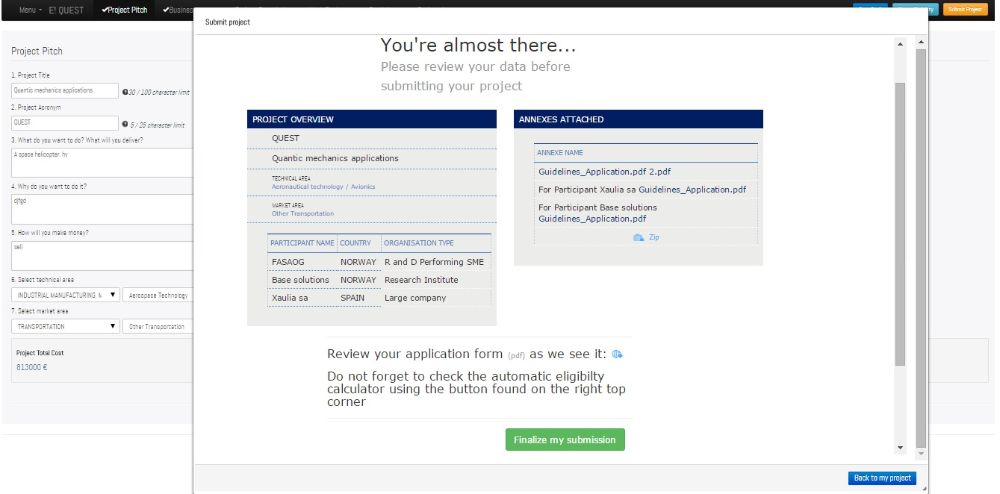 Menu E! QUEST Project Pitch Submit Project
Submit project
Project Pitch
1. Project Title
Quantic mechanics applications
30 / 100 character limit
2. Project Acronym
QUEST
5 / 25 character limit
3. What do you want to do? What will you deliver?
A space helicopter. hy
4. Why do you want to do it?
djfgd
5. How will you make money?
sell
6. Select technical area
INDUSTRIAL MANUFACTURING, Aerospace Technology
7. Select market area
TRANSPORTATION Other Transportation
Project Total Cost
813000 €
You're almost there...
Please review your data before
submitting your project
PROJECT OVERVIEW
QUEST
Quantic mechanics applications
TECHNICAL AREA
Aeronautical technology / Avionics
MARKET AREA
Other Transportation
PARTICIPANT NAME COUNTRY ORGANISATION TYPE
FASAOG NORWAY R and D Performing SME
Base solutions NORWAY Research Institute
Xaulia sa SPAIN Large company
ANNEXES ATTACHED
ANNEXE NAME
Guidelines_Application.pdf 2.pdf
For Participant Xaulia sa Guidelines_Application.pdf
For Participant Base solutions
Guidelines_Application.pdf
Zip
Review your application form (pdf) as we see it:
Do not forget to check the automatic eligibilty
calculator using the button found on the right top
corner
Finalize my submission
Back to my project